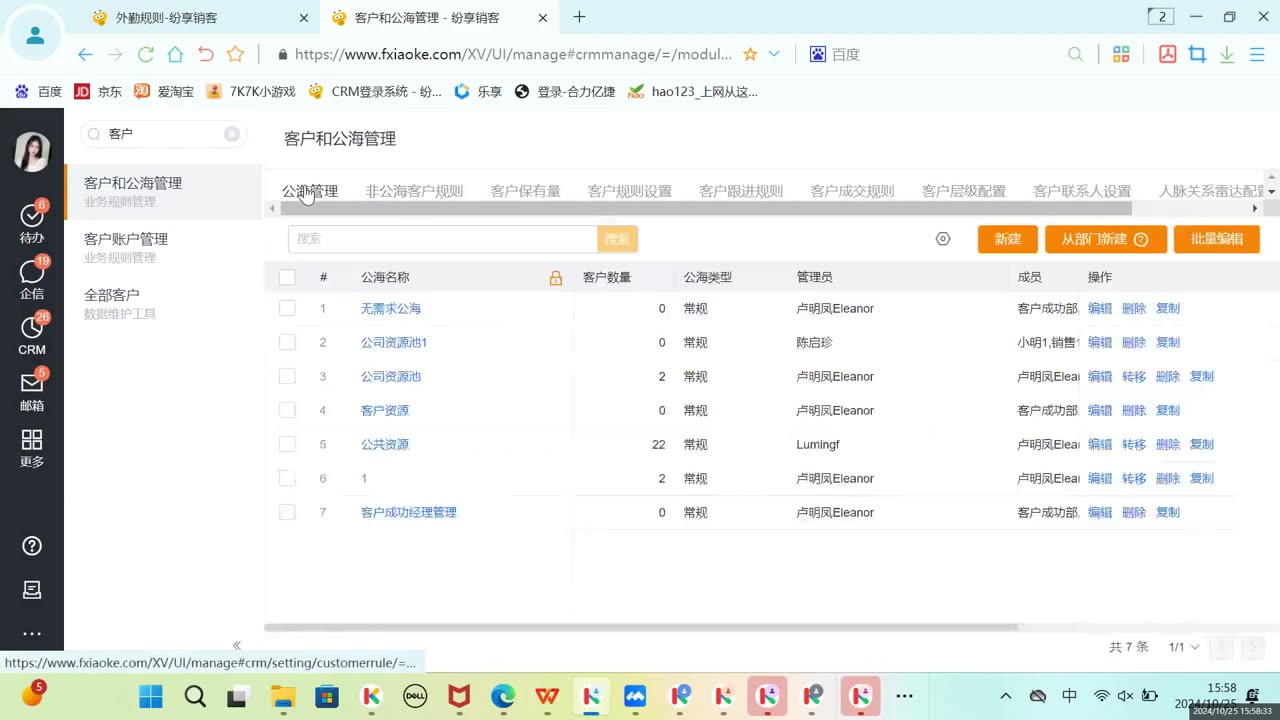 外勤规则-纷享销客
客户和公海管理 - 纷享销客
2
https://www.fxiaoke.com/XV/UI/manage#crmmanage/=/modul...
百度
百度
JD 京东
淘 爱淘宝
7K7K小游戏
CRM登录系统 - 纷...
乐享
登录-合力亿捷
hao hao123_上网从这...
6
待办
19
企信
26
CRM
5
邮箱
更多
客户
客户和公海管理
业务规则管理
客户账户管理
业务规则管理
全部客户
数据维护工具
客户和公海管理
公海管理 非公海客户规则 客户保有量 客户规则设置 客户跟进规则 客户成交规则 客户层级配置 客户联系人设置 人脉关系雷达配置
搜索 搜索 新建 从部门新建 批量编辑
# 公海名称 客户数量 公海类型 管理员 成员 操作
1 无需求公海 0 常规 卢明凤Eleanor 客户成功部, 编辑 删除 复制
2 公司资源池1 0 常规 陈启珍 小明1,销售1 编辑 删除 复制
3 公司资源池 2 常规 卢明凤Eleanor 卢明凤Elear 编辑 转移 删除 复制
4 客户资源 0 常规 卢明凤Eleanor 客户成功部, 编辑 删除 复制
5 公共资源 22 常规 Lumingf 卢明凤Elear 编辑 转移 删除 复制
6 1 2 常规 卢明凤Eleanor 卢明凤Elear 编辑 转移 删除 复制
7 客户成功经理管理 0 常规 卢明凤Eleanor 客户成功部, 编辑 删除 复制
共 7 条 1/1
https://www.fxiaoke.com/XV/UI/manage#crm/setting/customerrule/=...
5
DELL
中
15:58
2024/10/25
2024/10/25 15:58:33